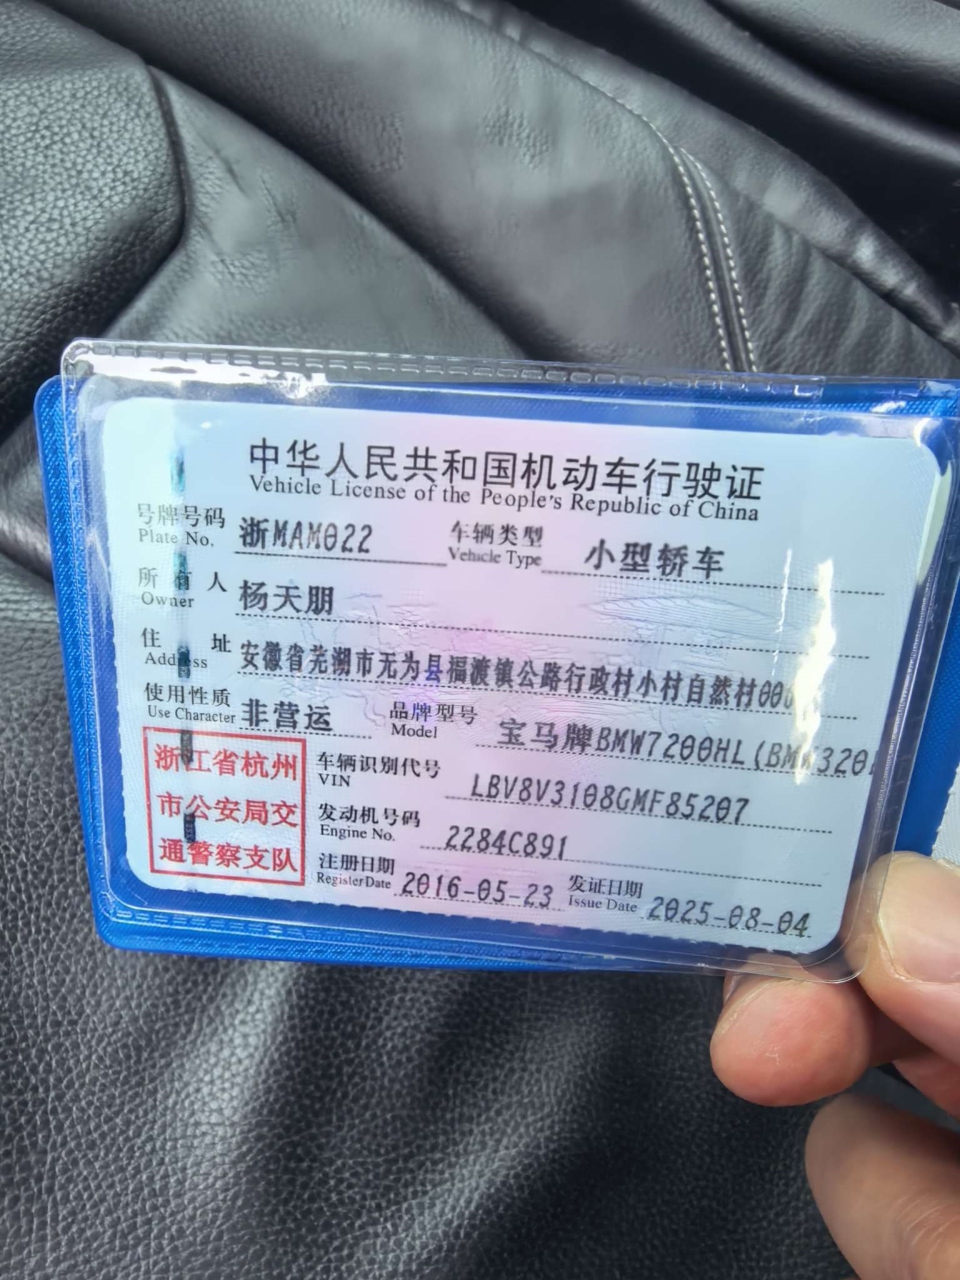 中华人民共和国机动车行驶证
Vehicle License of the People's Republic of China
号牌号码 浙MAM022 车辆类型 小型轿车
Plate No. Vehicle Type
所有人 杨天朋
Owner
住址 安徽省芜湖市无为县福渡镇公路行政村小村自然村00
Address
使用性质 非营运 品牌型号 宝马牌BMW7200HL(BMW320
Use Character Model
浙江省杭州
市公安局交
通警察支队
车辆识别代号 LBV8V3108GMF85207
VIN
发动机号码 2284C891
Engine No.
注册日期 2016-05-23 发证日期 2025-08-04
Register Date Issue Date